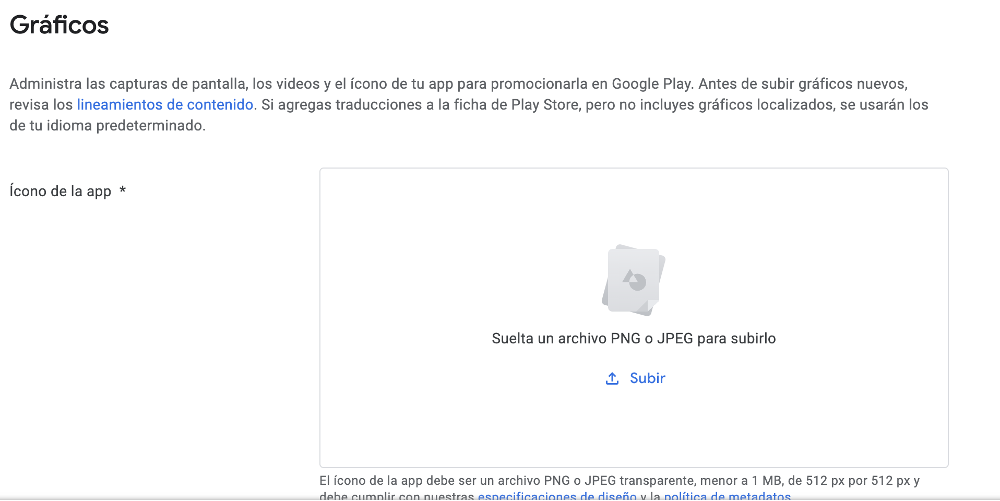 Gráficos
Administra las capturas de pantalla, los videos y el ícono de tu app para promocionarla en Google Play. Antes de subir gráficos nuevos,
revisa los lineamientos de contenido. Si agregas traducciones a la ficha de Play Store, pero no incluyes gráficos localizados, se usarán los
de tu idioma predeterminado.
Ícono de la app *
Suelta un archivo PNG o JPEG para subirlo
Subir
El ícono de la app debe ser un archivo PNG o JPEG transparente, menor a 1 MB, de 512 px por 512 px y
debe cumplir con nuestras especificaciones de diseño y la política de metadatos